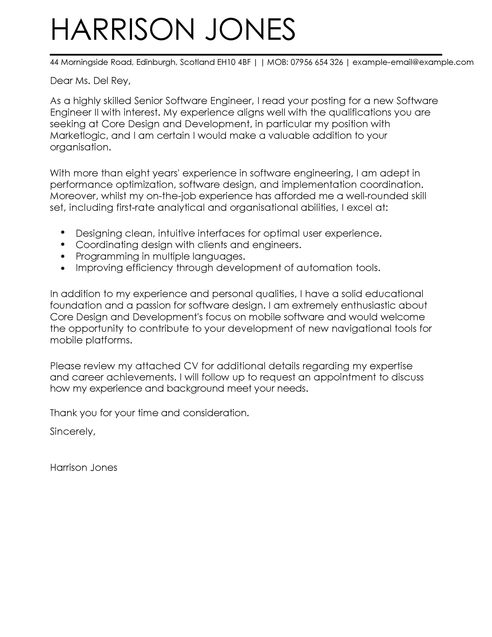 HARRISON JONES
44 Morningside Road, Edinburgh, Scotland EH10 4BF | | MOB: 07956 654 326 | example-email@example.com
Dear Ms. Del Rey,
As a highly skilled Senior Software Engineer, I read your posting for a new Software
Engineer II with interest. My experience aligns well with the qualifications you are
seeking at Core Design and Development, in particular my position with
Marketlogic, and I am certain I would make a valuable addition to your
organisation.
With more than eight years' experience in software engineering, I am adept in
performance optimization, software design, and implementation coordination.
Moreover, whilst my on-the-job experience has afforded me a well-rounded skill
set, including first-rate analytical and organisational abilities, I excel at:
• Designing clean, intuitive interfaces for optimal user experience.
• Coordinating design with clients and engineers.
• Programming in multiple languages.
• Improving efficiency through development of automation tools.
In addition to my experience and personal qualities, I have a solid educational
foundation and a passion for software design. I am extremely enthusiastic about
Core Design and Development's focus on mobile software and would welcome
the opportunity to contribute to your development of new navigational tools for
mobile platforms.
Please review my attached CV for additional details regarding my expertise
and career achievements. I will follow up to request an appointment to discuss
how my experience and background meet your needs.
Thank you for your time and consideration.
Sincerely,
Harrison Jones